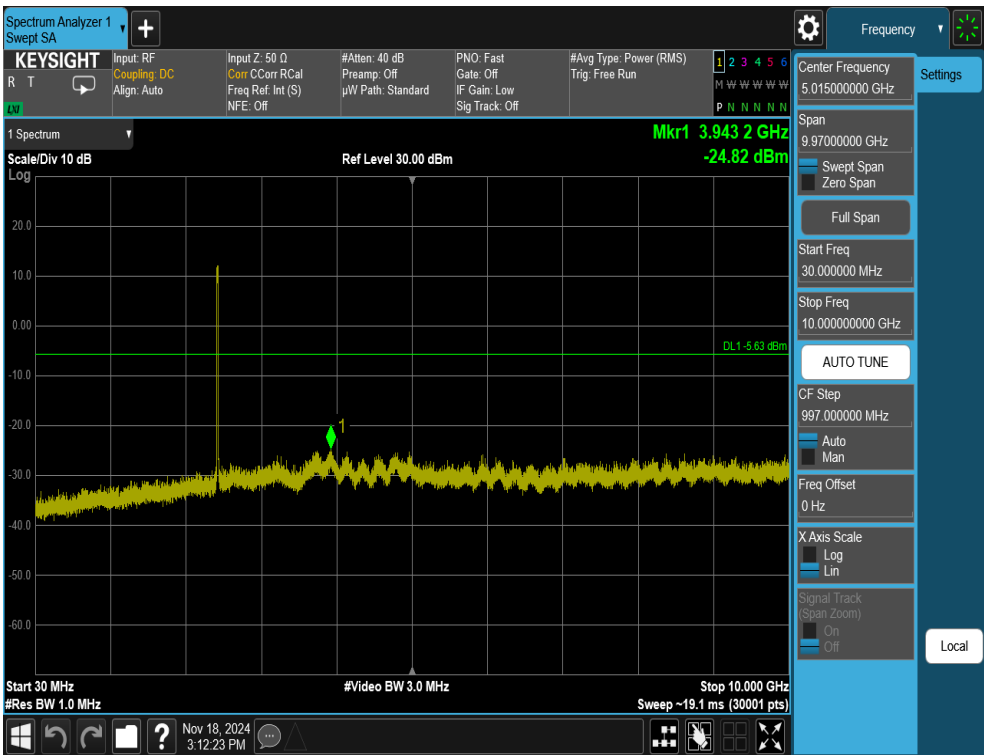 Spectrum Analyzer 1
Swept SA
Frequency
KEYSIGHT
R T
LXI
Input: RF
Coupling: DC
Align: Auto
Input Z: 50 Ω
Corr CCorr RCal
Freq Ref: Int (S)
NFE: Off
#Atten: 40 dB
Preamp: Off
µW Path: Standard
PNO: Fast
Gate: Off
IF Gain: Low
Sig Track: Off
#Avg Type: Power (RMS)
Trig: Free Run
1 2 3 4 5 6
M W W W W W
P N N N N N
1 Spectrum
Mkr1 3.943 2 GHz
Scale/Div 10 dB
Ref Level 30.00 dBm
-24.82 dBm
Log
20.0
10.0
0.00
DL1 -5.63 dBm
-10.0
-20.0
1
-30.0
-40.0
-50.0
-60.0
Start 30 MHz
#Video BW 3.0 MHz
Stop 10.000 GHz
#Res BW 1.0 MHz
Sweep ~19.1 ms (30001 pts)
Center Frequency
5.015000000 GHz
Settings
Span
9.97000000 GHz
Swept Span
Zero Span
Full Span
Start Freq
30.000000 MHz
Stop Freq
10.000000000 GHz
AUTO TUNE
CF Step
997.000000 MHz
Auto
Man
Freq Offset
0 Hz
X Axis Scale
Log
Lin
Signal Track
(Span Zoom)
On
Off
Local
?
Nov 18, 2024
3:12:23 PM